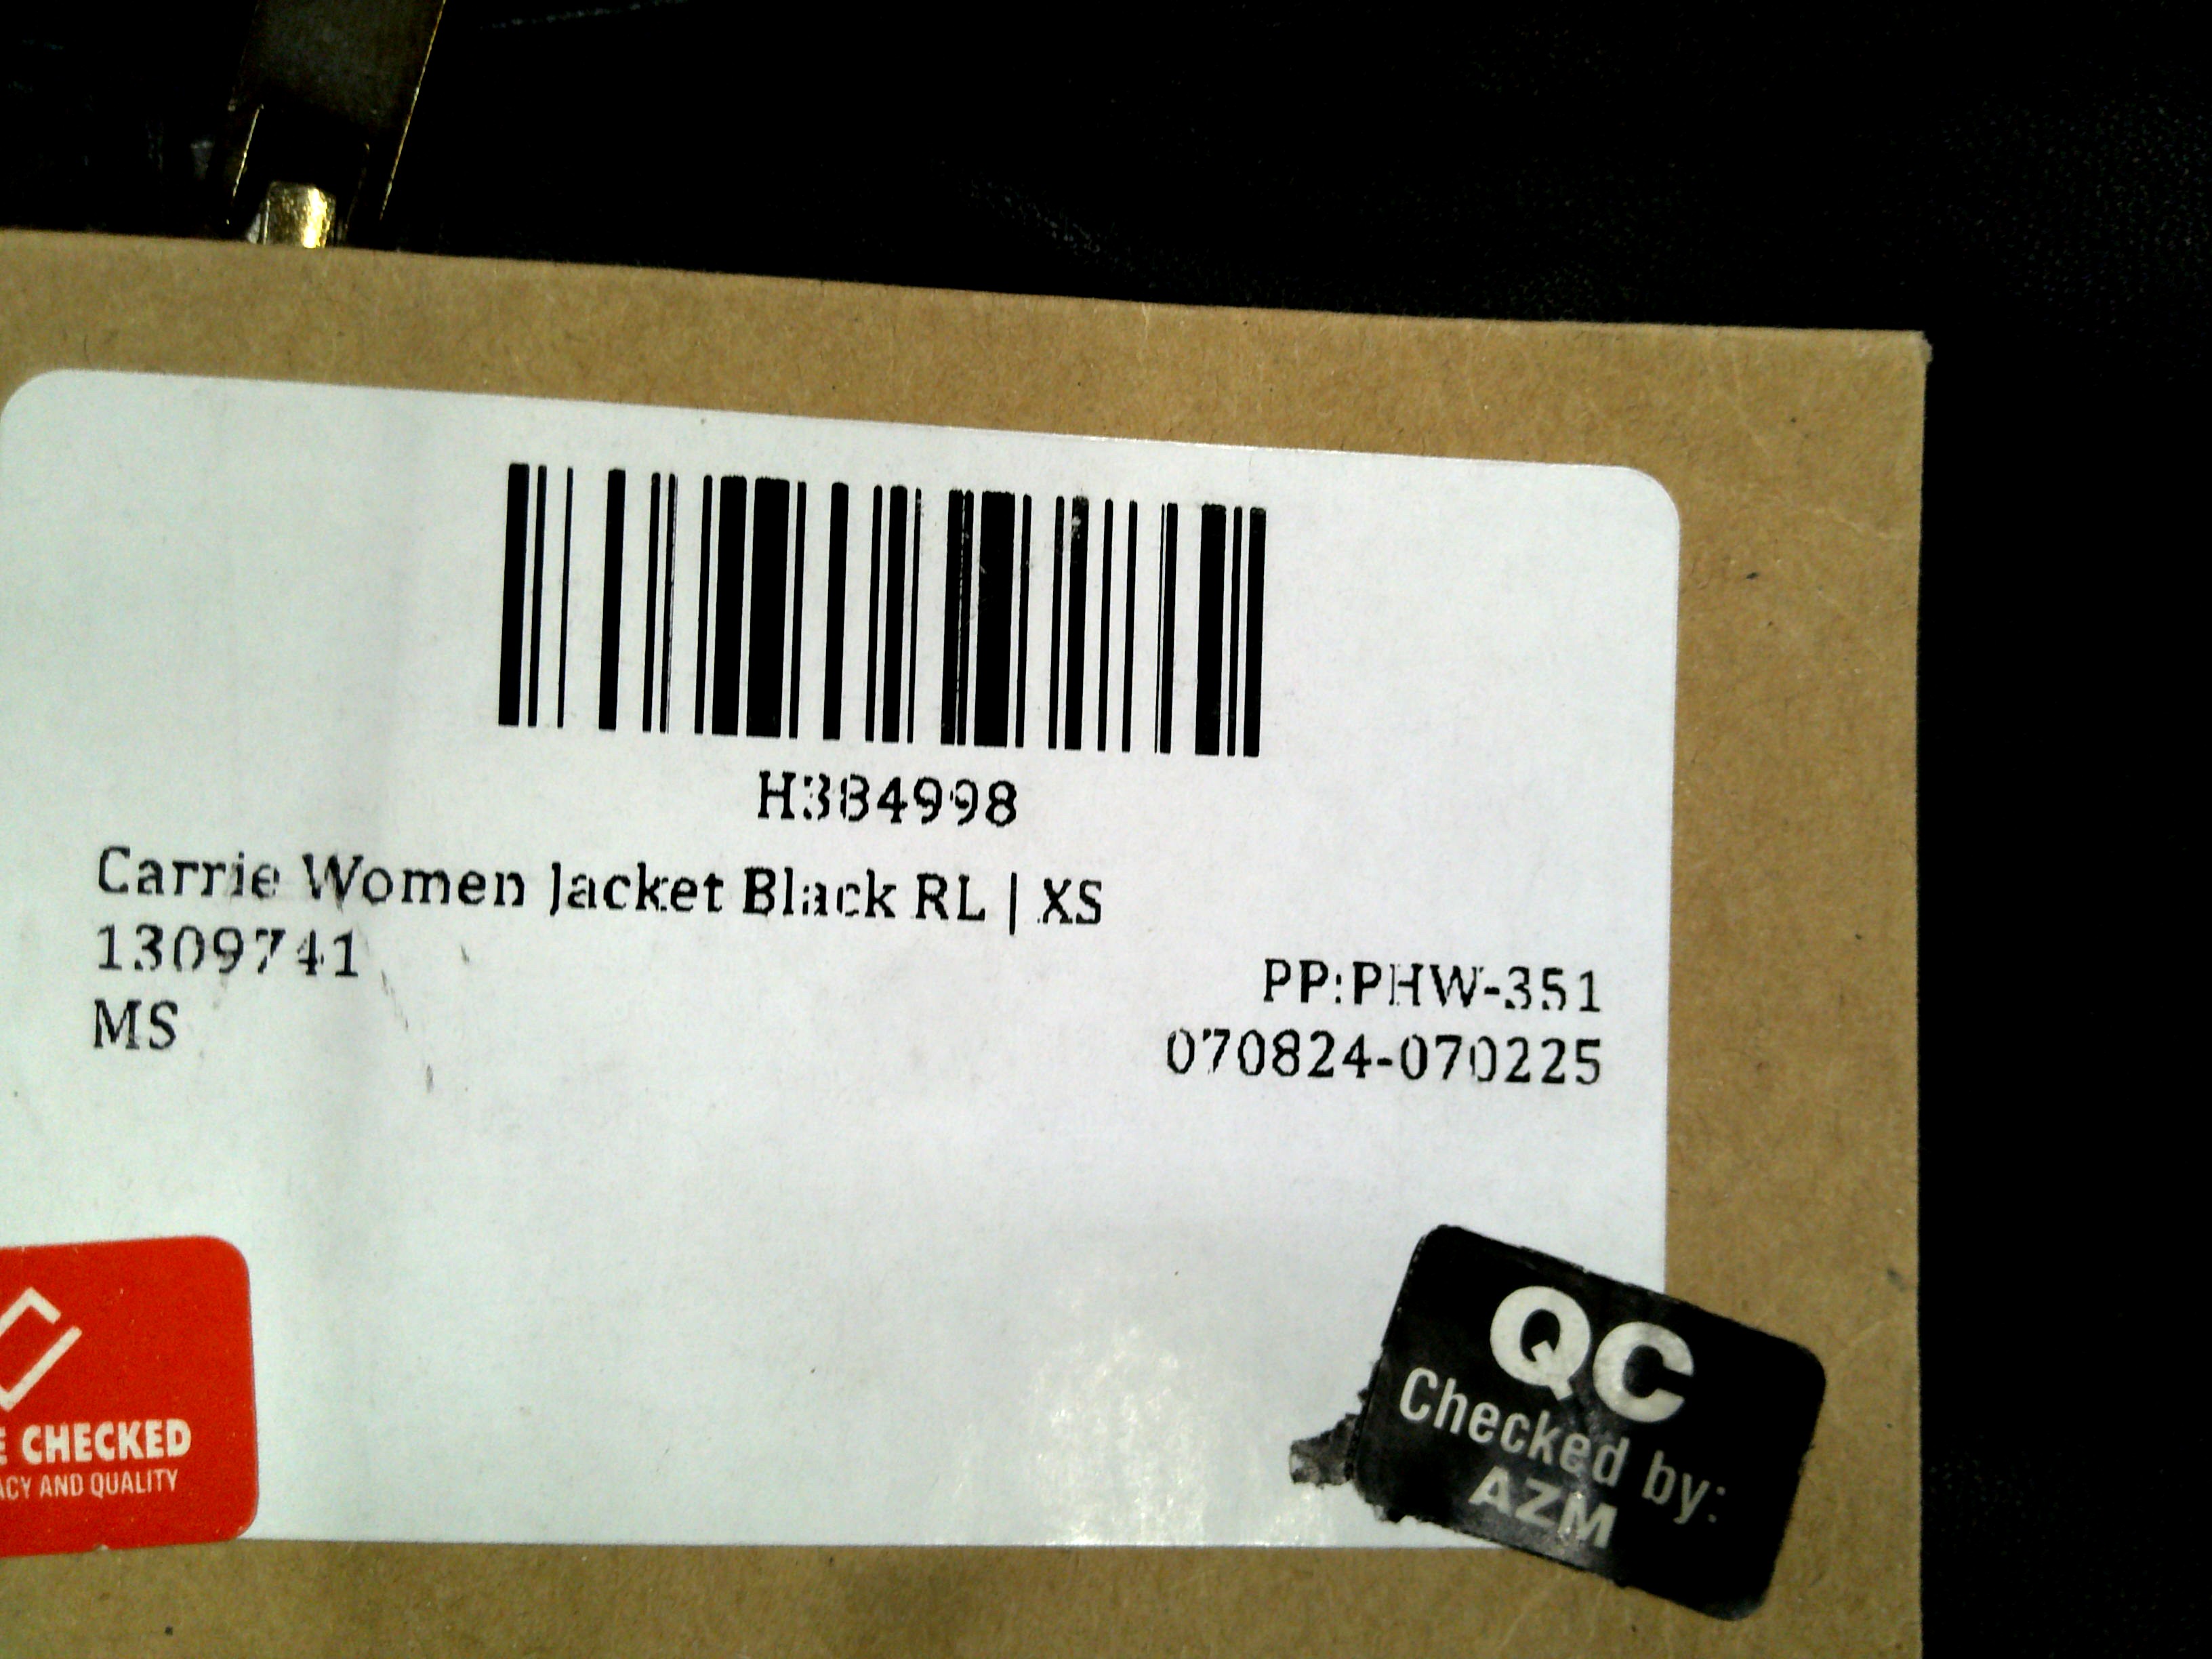 H384998
Carrie Women Jacket Black RL | XS
1309741
MS
PP:PHW-351
070824-070225
CHECKED
AND QUALITY
QC
Checked by:
AZM